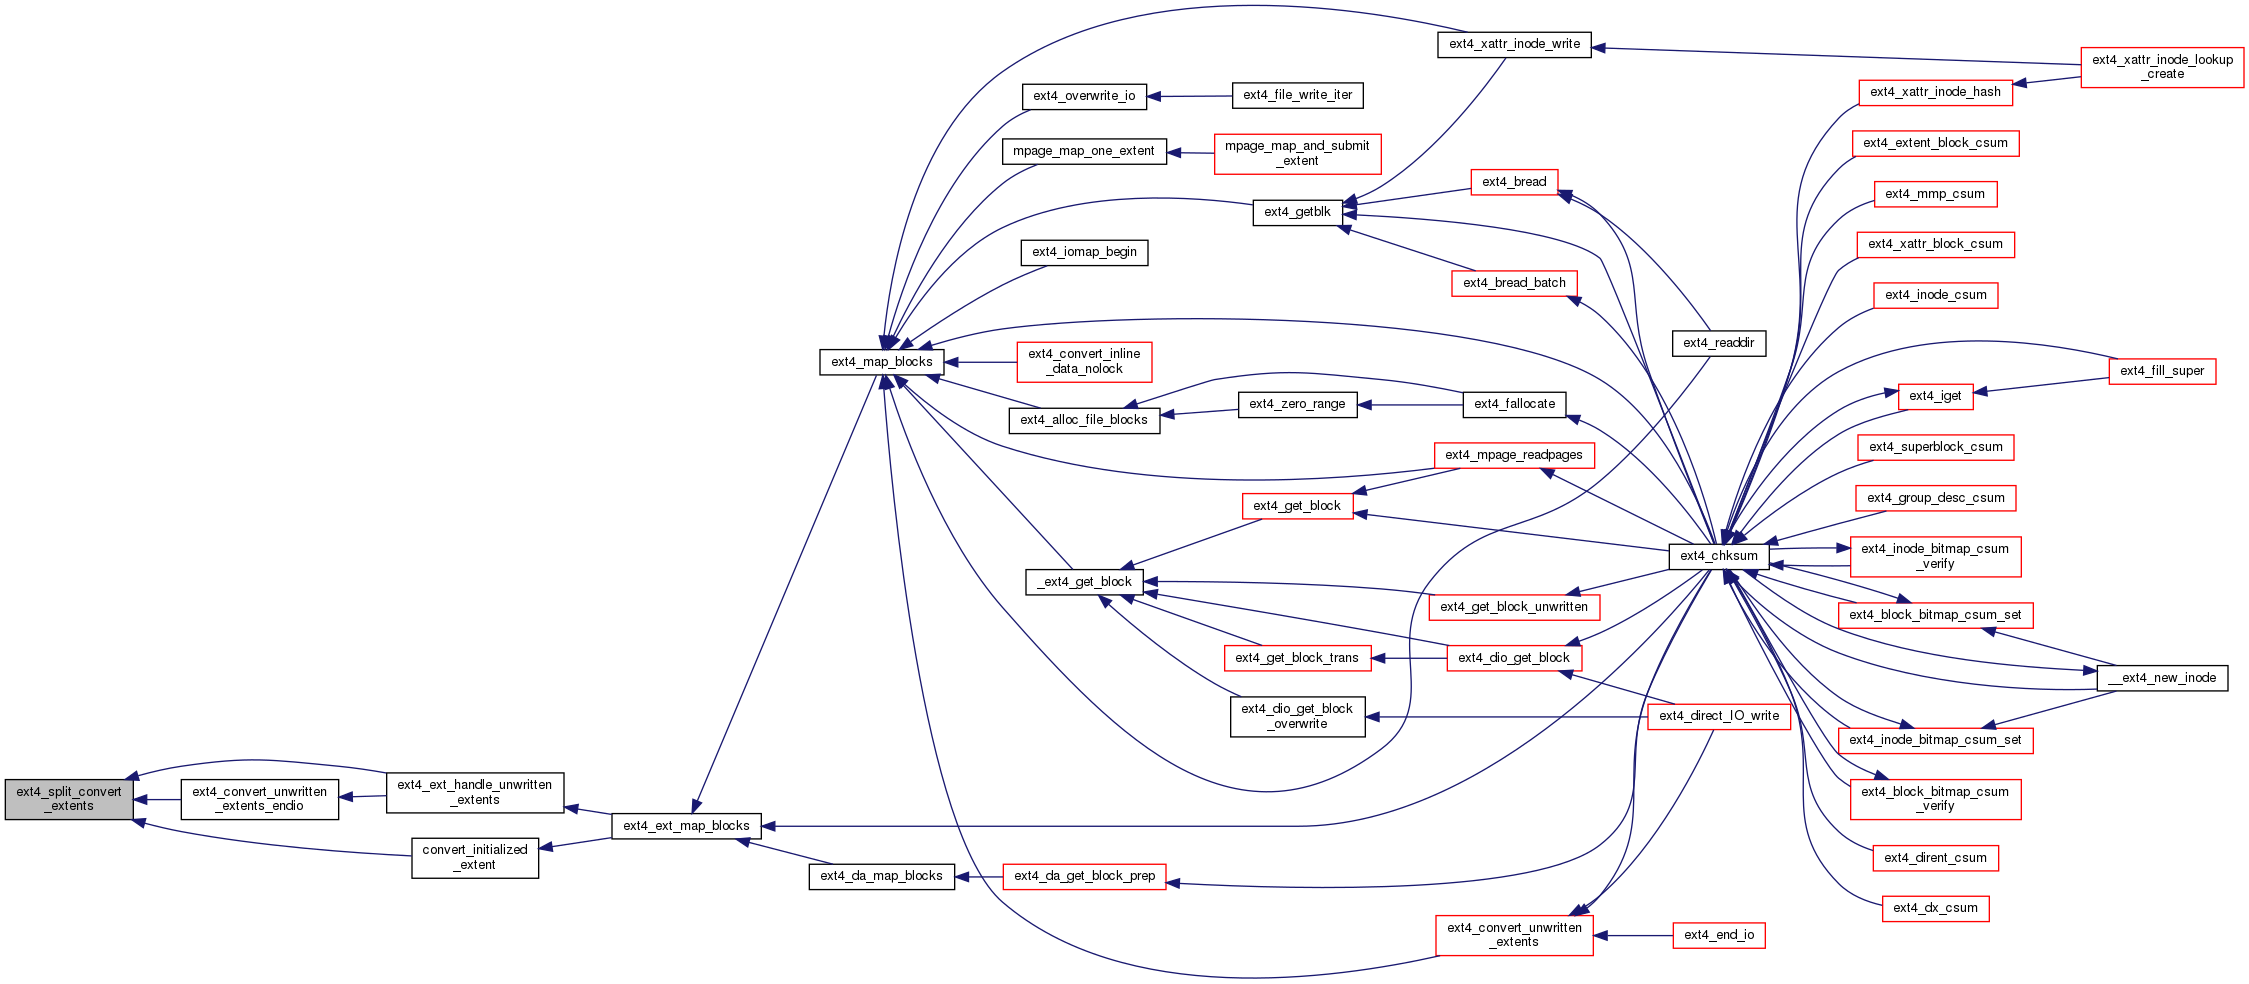 ext4_split_convert
_extents
ext4_convert_unwritten
_extents_endio
ext4_ext_handle_unwritten
_extents
convert_initialized
_extent
ext4_ext_map_blocks
ext4_map_blocks
ext4_da_map_blocks
ext4_overwrite_io
mpage_map_one_extent
ext4_iomap_begin
ext4_convert_inline
_data_nolock
ext4_alloc_file_blocks
_ext4_get_block
ext4_da_get_block_prep
ext4_file_write_iter
mpage_map_and_submit
_extent
ext4_getblk
ext4_zero_range
ext4_get_block
ext4_get_block_trans
ext4_dio_get_block
_overwrite
ext4_xattr_inode_write
ext4_bread
ext4_bread_batch
ext4_fallocate
ext4_mpage_readpages
ext4_get_block_unwritten
ext4_dio_get_block
ext4_convert_unwritten
_extents
ext4_readdir
ext4_chksum
ext4_direct_IO_write
ext4_end_io
ext4_xattr_inode_hash
ext4_extent_block_csum
ext4_mmp_csum
ext4_xattr_block_csum
ext4_inode_csum
ext4_iget
ext4_superblock_csum
ext4_group_desc_csum
ext4_inode_bitmap_csum
_verify
ext4_block_bitmap_csum_set
ext4_inode_bitmap_csum_set
ext4_block_bitmap_csum
_verify
ext4_dirent_csum
ext4_dx_csum
ext4_xattr_inode_lookup
_create
ext4_fill_super
__ext4_new_inode